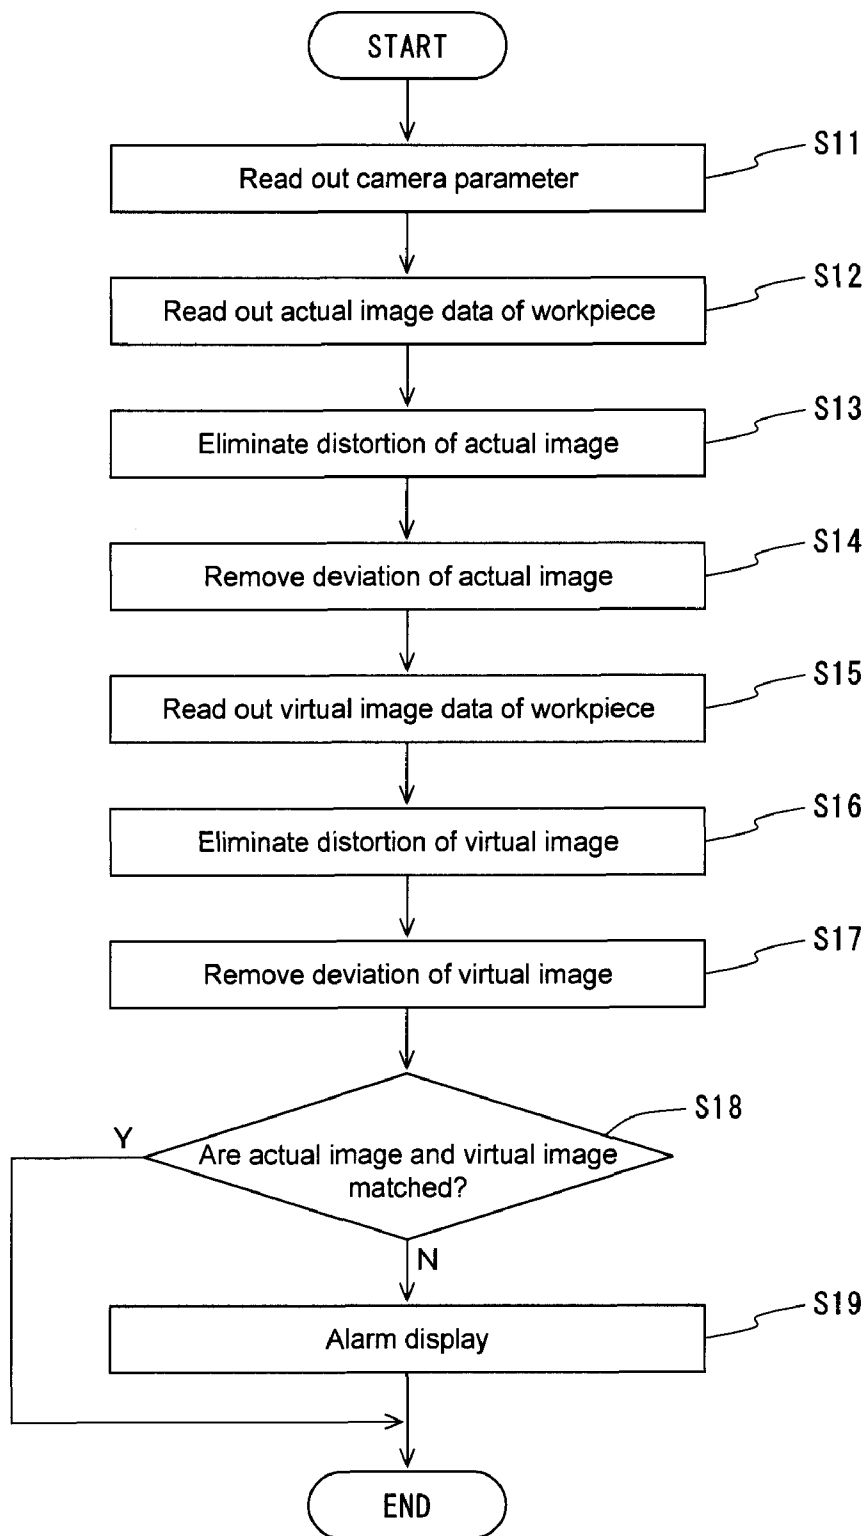 START
S11
Read out camera parameter
S12
Read out actual image data of workpiece
S13
Eliminate distortion of actual image
S14
Remove deviation of actual image
S15
Read out virtual image data of workpiece
S16
Eliminate distortion of virtual image
S17
Remove deviation of virtual image
S18
Y
Are actual image and virtual image
matched?
N
S19
Alarm display
END